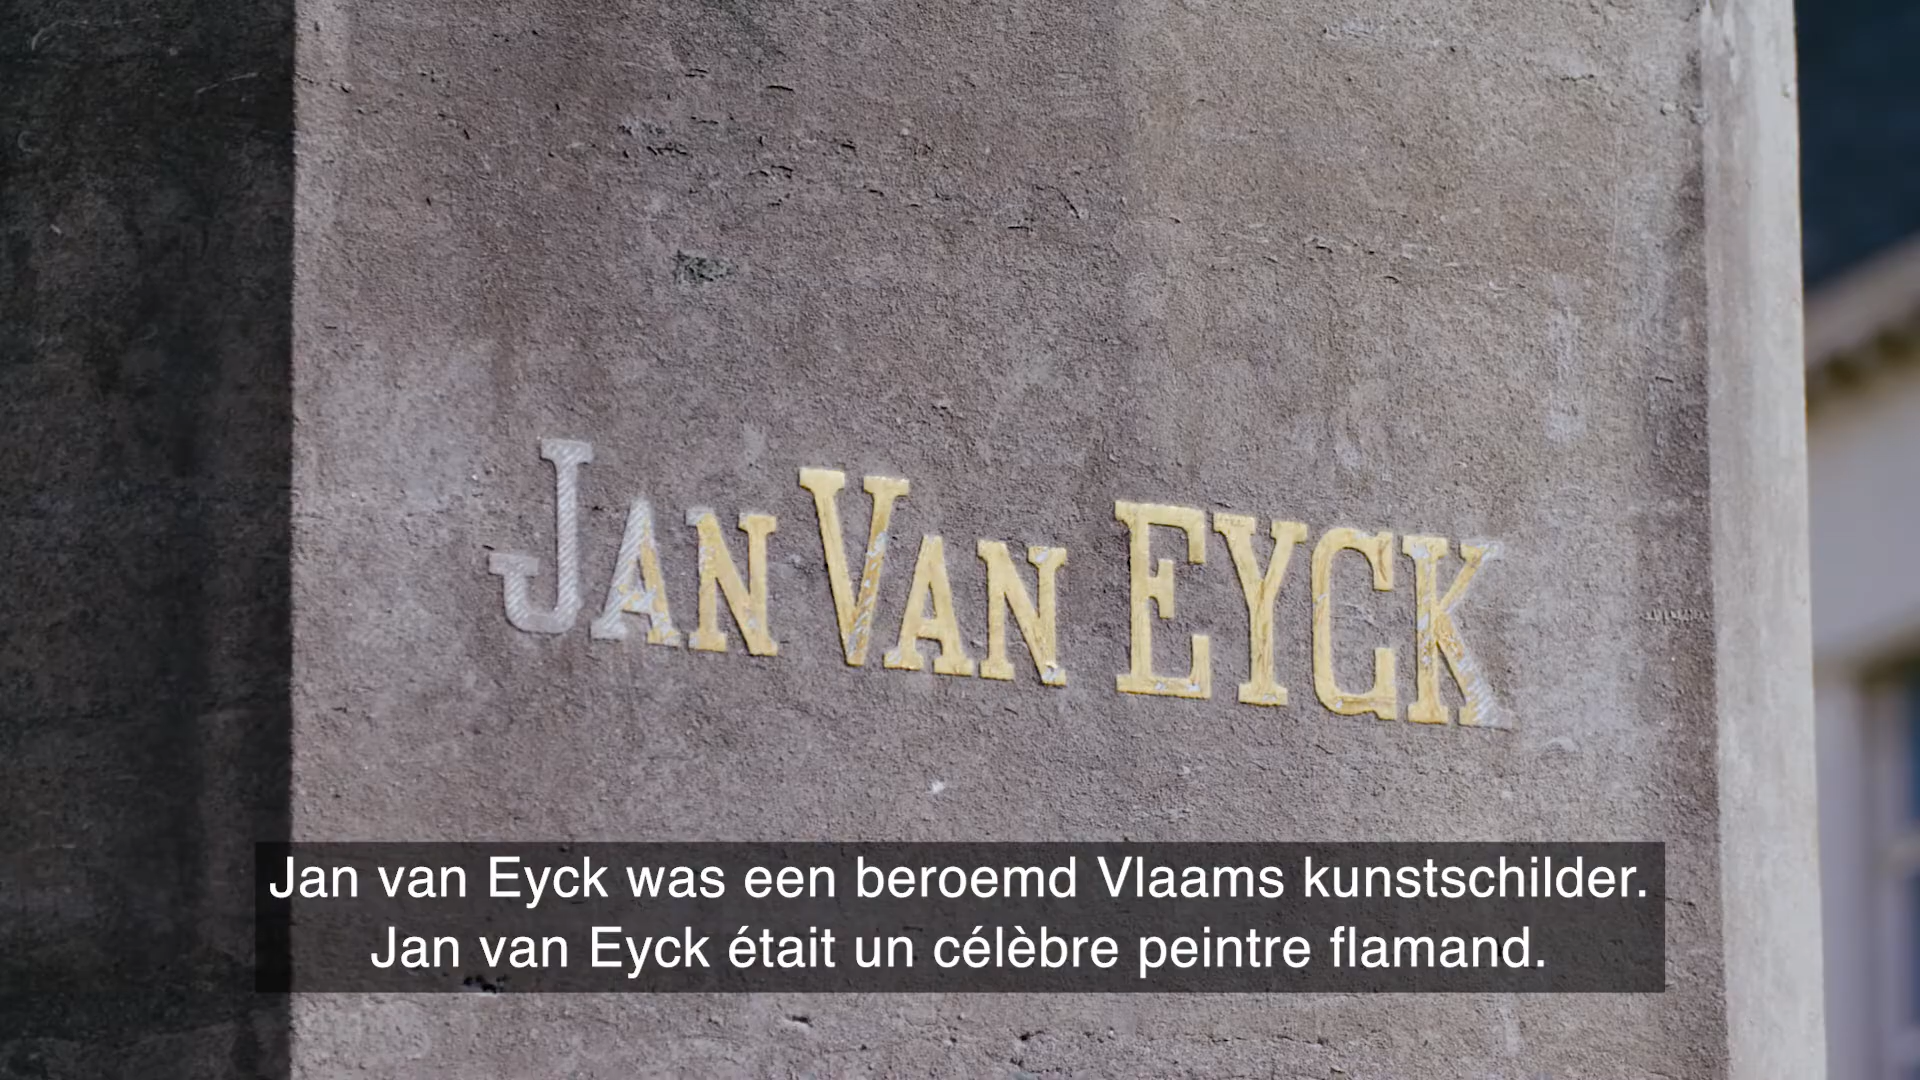 JAN VAN EYCK
Jan van Eyck was een beroemd Vlaams kunstschilder.
Jan van Eyck était un célèbre peintre flamand.